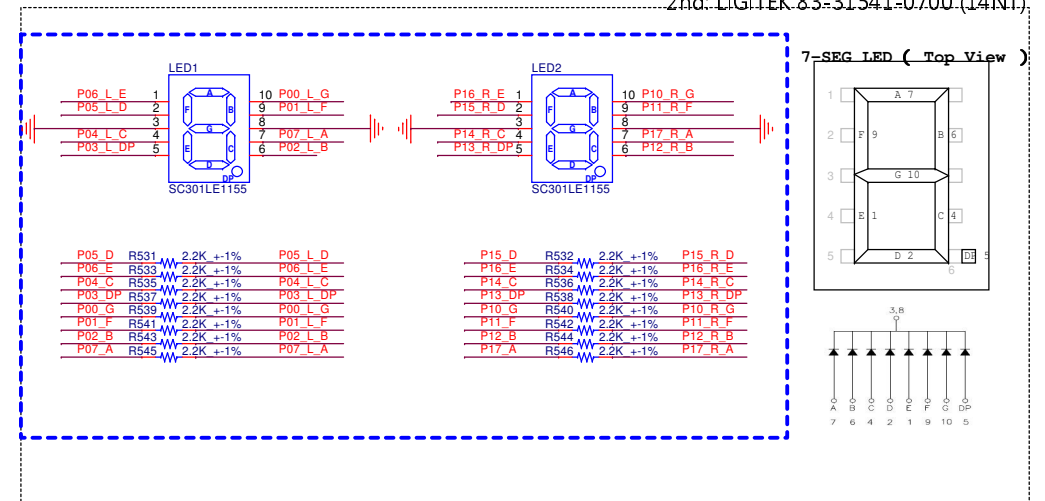 2nd: LIGITEK 83-31541-0700 (14NT)
7-SEG LED ( Top View )
LED1
P06_L_E 1 10 P00_L_G
P05_L_D 2 9 P01_L_F
3 8
P04_L_C 4 7 P07_L_A
P03_L_DP 5 6 P02_L_B
A
F B
G
E C
D
DP
SC301LE1155
LED2
P16_R_E 1 10 P10_R_G
P15_R_D 2 9 P11_R_F
3 8
P14_R_C 4 7 P17_R_A
P13_R_DP 5 6 P12_R_B
A
F B
G
E C
D
DP
SC301LE1155
1 A 7
2 F 9 B 6
3 G 10
4 E 1 C 4
5 D 2 DP 5
6
P05_D R531 2.2K_+-1% P05_L_D
P06_E R533 2.2K_+-1% P06_L_E
P04_C R535 2.2K_+-1% P04_L_C
P03_DP R537 2.2K_+-1% P03_L_DP
P00_G R539 2.2K_+-1% P00_L_G
P01_F R541 2.2K_+-1% P01_L_F
P02_B R543 2.2K_+-1% P02_L_B
P07_A R545 2.2K_+-1% P07_L_A
P15_D R532 2.2K_+-1% P15_R_D
P16_E R534 2.2K_+-1% P16_R_E
P14_C R536 2.2K_+-1% P14_R_C
P13_DP R538 2.2K_+-1% P13_R_DP
P10_G R540 2.2K_+-1% P10_R_G
P11_F R542 2.2K_+-1% P11_R_F
P12_B R544 2.2K_+-1% P12_R_B
P17_A R546 2.2K_+-1% P17_R_A
3,8
A B C D E F G DP
7 6 4 2 1 9 10 5